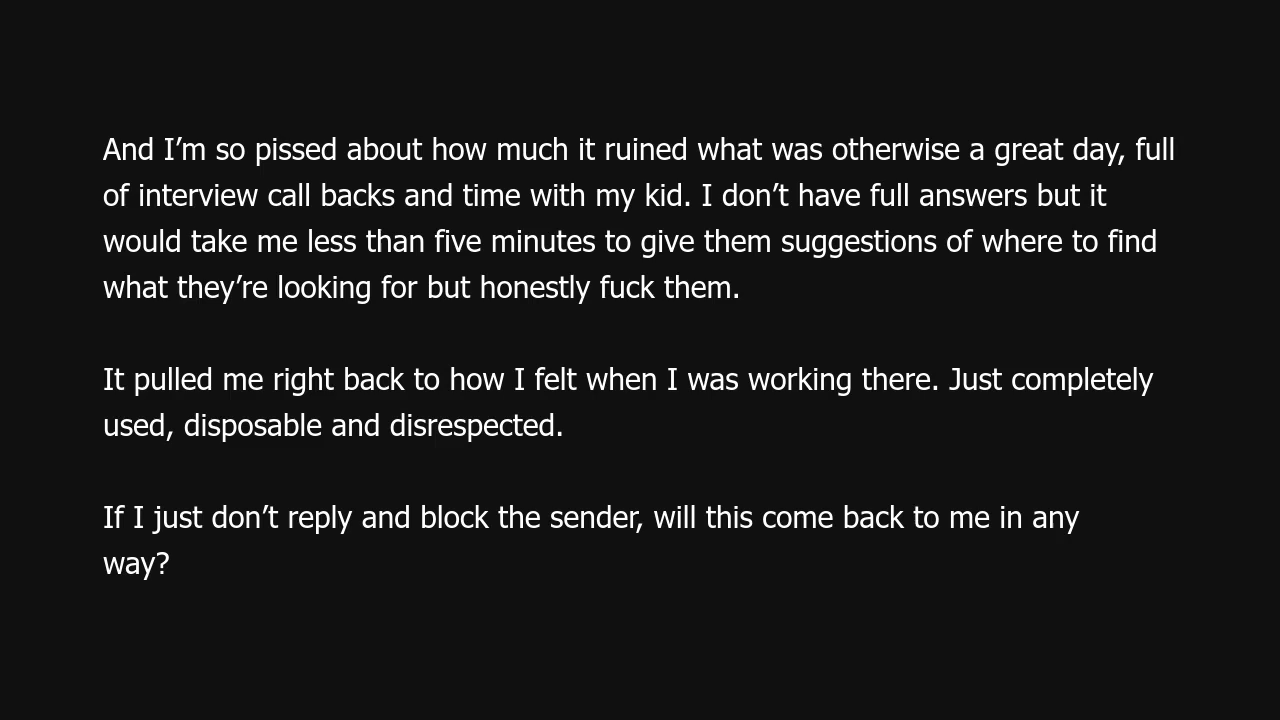 And I’m so pissed about how much it ruined what was otherwise a great day, full
of interview call backs and time with my kid. I don’t have full answers but it
would take me less than five minutes to give them suggestions of where to find
what they’re looking for but honestly fuck them.
It pulled me right back to how I felt when I was working there. Just completely
used, disposable and disrespected.
If I just don’t reply and block the sender, will this come back to me in any
way?